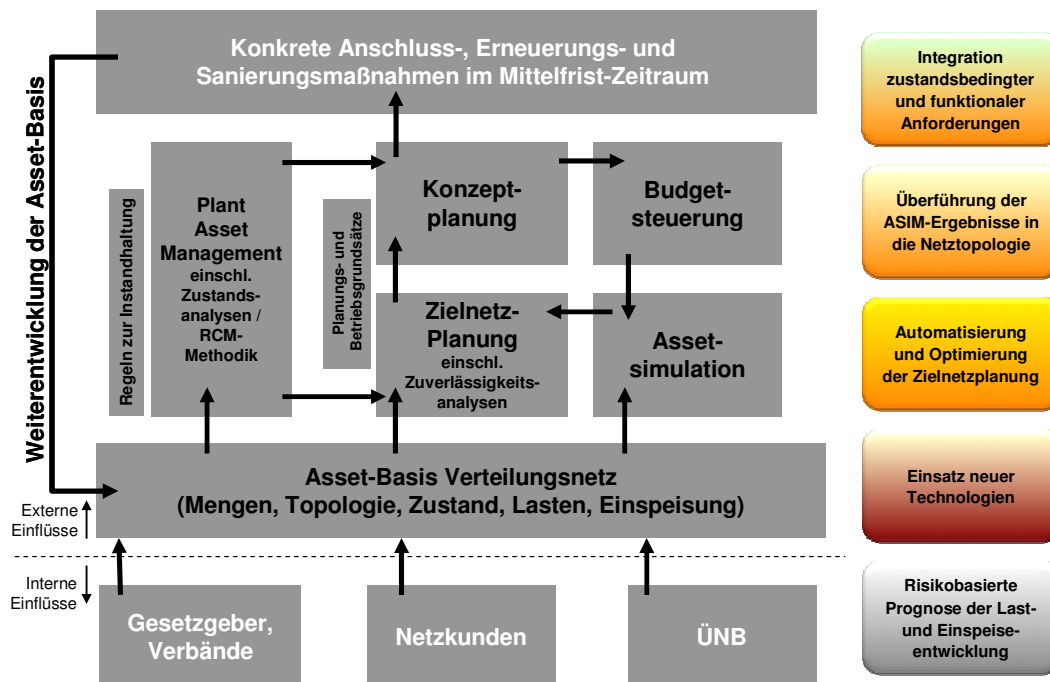 Konkrete Anschluss-, Erneuerungs- und
Sanierungsmaßnahmen im Mittelfrist-Zeitraum
Weiterentwicklung der Asset-Basis
Regeln zur Instandhaltung
Plant
Asset
Management
einschl.
Zustands-
analysen /
RCM-
Methodik
Planungs- und
Betriebsgrundsätze
Konzept-
planung
Budget-
steuerung
Zielnetz-
Planung
einschl.
Zuverlässigkeits-
analysen
Asset-
simulation
Asset-Basis Verteilungsnetz
(Mengen, Topologie, Zustand, Lasten, Einspeisung)
Externe
Einflüsse
Interne
Einflüsse
Gesetzgeber,
Verbände
Netzkunden
ÜNB
Integration
zustandsbedingter
und funktionaler
Anforderungen
Überführung der
ASIM-Ergebnisse in
die Netztopologie
Automatisierung
und Optimierung
der Zielnetzplanung
Einsatz neuer
Technologien
Risikobasierte
Prognose der Last-
und Einspeise-
entwicklung